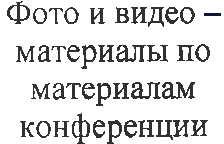 Фото и видео –
материалы по
материалам
конференции